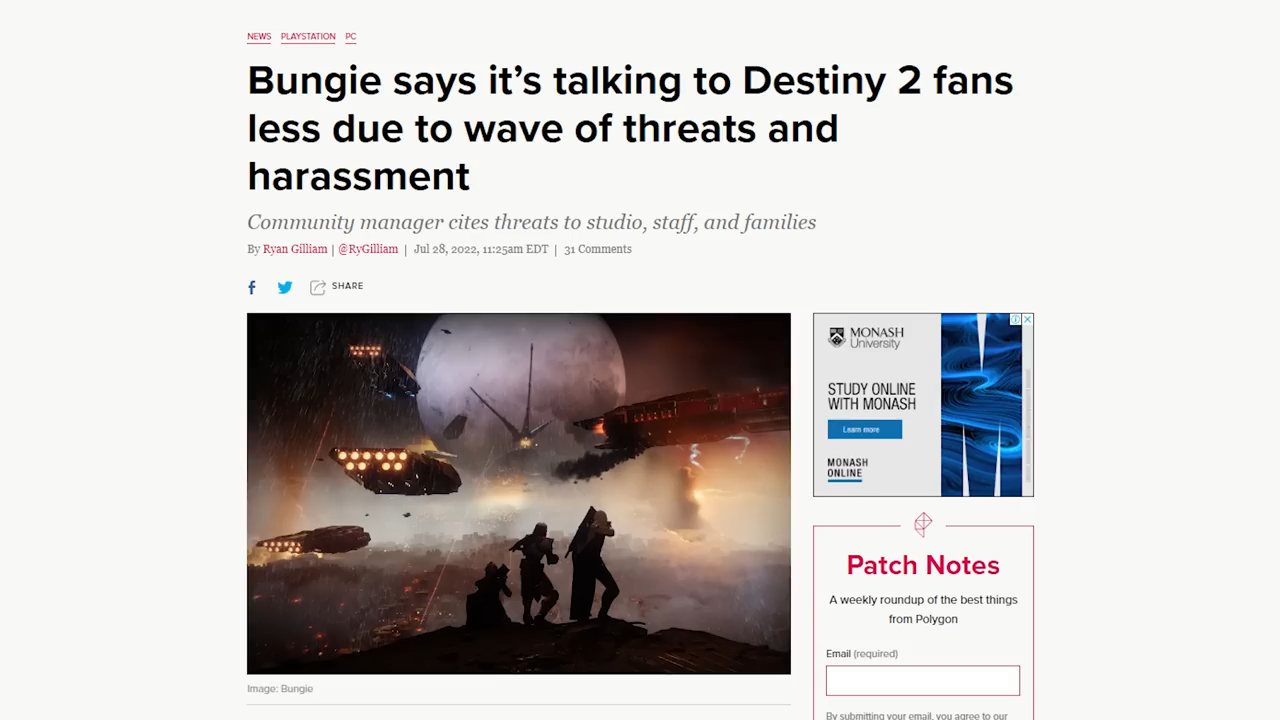 NEWS PLAYSTATION PC
Bungie says it's talking to Destiny 2 fans
less due to wave of threats and
harassment
Community manager cites threats to studio, staff, and families
By Ryan Gilliam | @RyGilliam | Jul 28, 2022, 11:25am EDT | 31 Comments
SHARE
MONASH
University
STUDY ONLINE
WITH MONASH
Learn more
MONASH
ONLINE
Patch Notes
A weekly roundup of the best things
from Polygon
Email (required)
By submitting your email, you agree to our
Image: Bungie